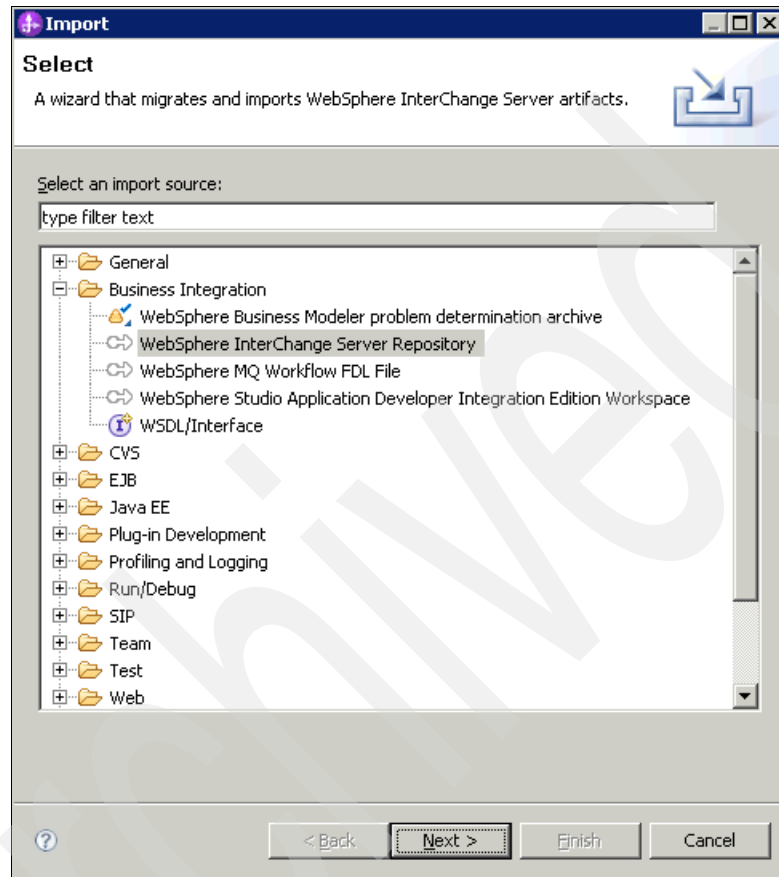 Import
Select
A wizard that migrates and imports WebSphere InterChange Server artifacts.
Select an import source:
type filter text
General
Business Integration
WebSphere Business Modeler problem determination archive
WebSphere InterChange Server Repository
WebSphere MQ Workflow FDL File
WebSphere Studio Application Developer Integration Edition Workspace
WSDL/Interface
CVS
EJB
Java EE
Plug-in Development
Profiling and Logging
Run/Debug
SIP
Team
Test
Web
< Back Next > Finish Cancel